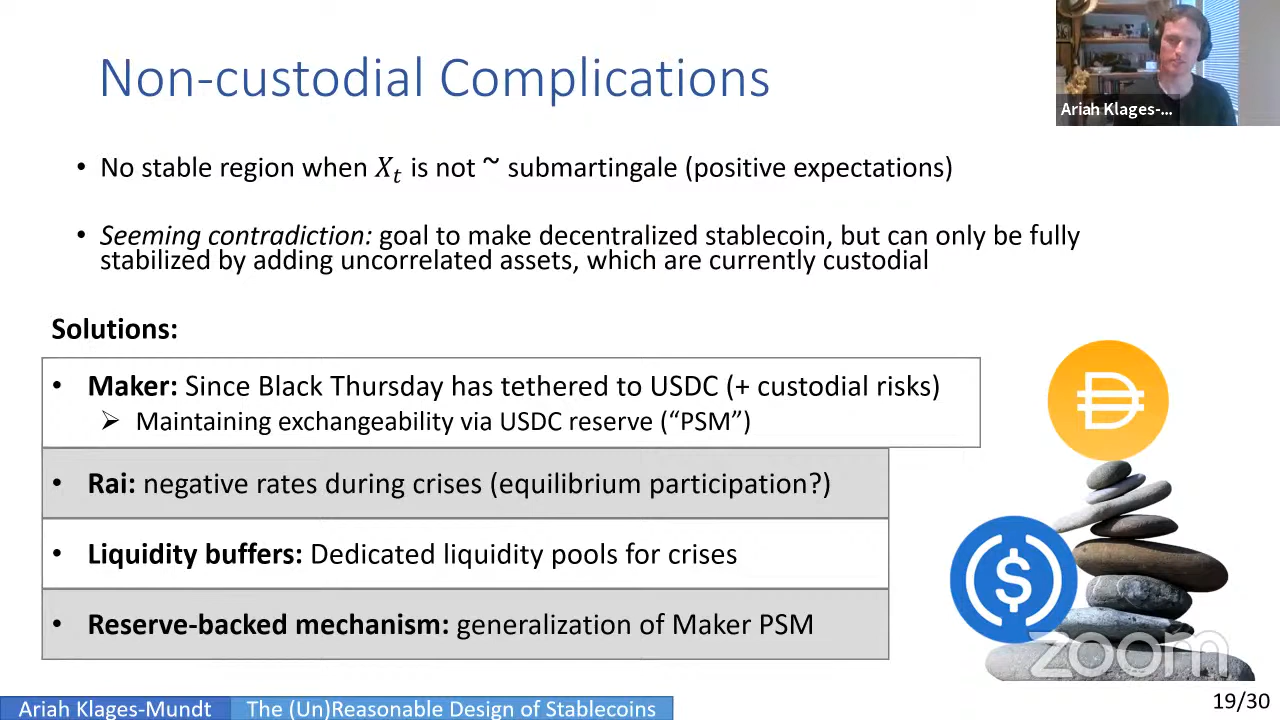 Non-custodial Complications
Ariah Klages-...
• No stable region when Xₜ is not ~ submartingale (positive expectations)
• Seeming contradiction: goal to make decentralized stablecoin, but can only be fully
stabilized by adding uncorrelated assets, which are currently custodial
Solutions:
• Maker: Since Black Thursday has tethered to USDC (+ custodial risks)
➢ Maintaining exchangeability via USDC reserve (“PSM”)
• Rai: negative rates during crises (equilibrium participation?)
• Liquidity buffers: Dedicated liquidity pools for crises
• Reserve-backed mechanism: generalization of Maker PSM
zoom
Ariah Klages-Mundt
The (Un)Reasonable Design of Stablecoins
19/30